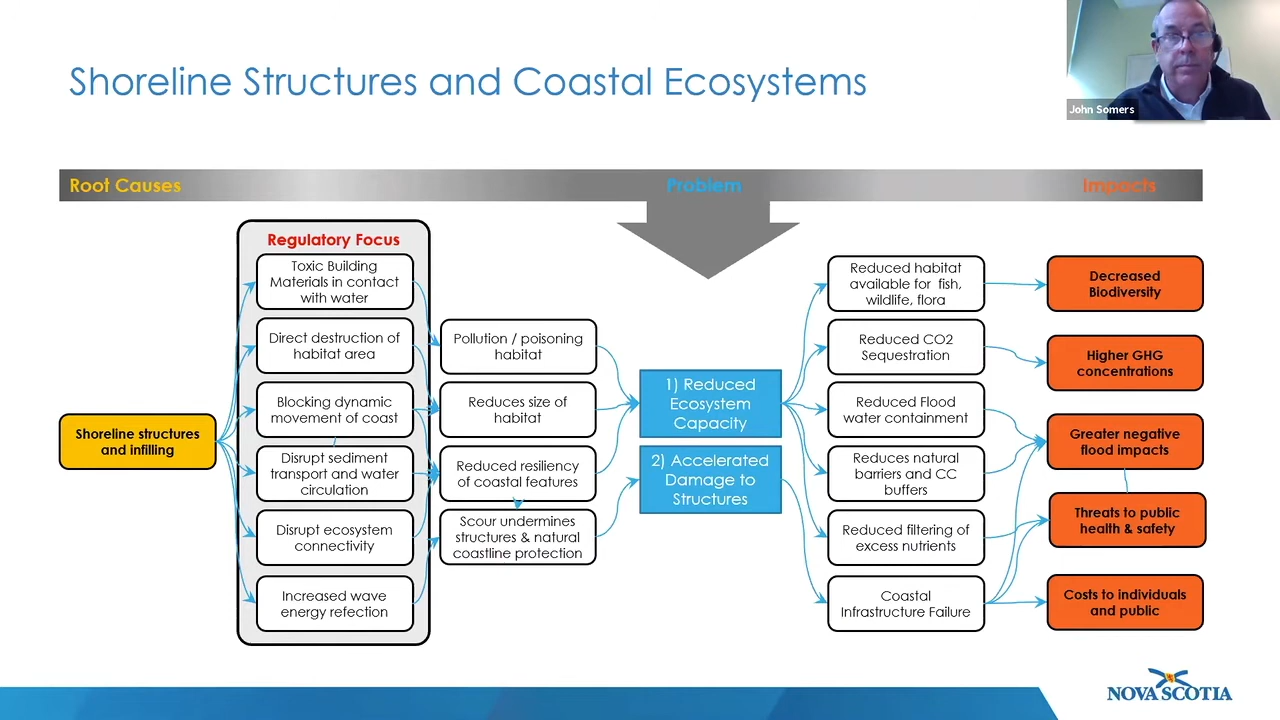 Shoreline Structures and Coastal Ecosystems
John Somers
Root Causes
Problem
Impacts
Regulatory Focus
Shoreline structures
and infilling
Toxic Building
Materials in contact
with water
Direct destruction of
habitat area
Blocking dynamic
movement of coast
Disrupt sediment
transport and water
circulation
Disrupt ecosystem
connectivity
Increased wave
energy refection
Pollution / poisoning
habitat
Reduces size of
habitat
Reduced resiliency
of coastal features
Scour undermines
structures & natural
coastline protection
1) Reduced
Ecosystem
Capacity
2) Accelerated
Damage to
Structures
Reduced habitat
available for fish,
wildlife, flora
Reduced CO2
Sequestration
Reduced Flood
water containment
Reduces natural
barriers and CC
buffers
Reduced filtering of
excess nutrients
Coastal
Infrastructure Failure
Decreased
Biodiversity
Higher GHG
concentrations
Greater negative
flood impacts
Threats to public
health & safety
Costs to individuals
and public
NOVA SCOTIA